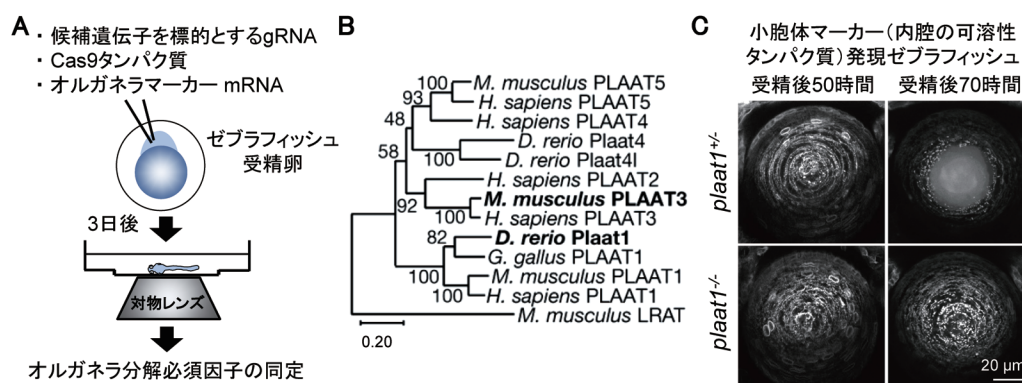 A
・候補遺伝子を標的とするgRNA
・Cas9タンパク質
・オルガネラマーカー mRNA
ゼブラフィッシュ
受精卵
3日後
対物レンズ
オルガネラ分解必須因子の同定
B
100
M. musculus PLAAT5
93
H. sapiens PLAAT5
48
H. sapiens PLAAT4
D. rerio Plaat4
58
100
D. rerio Plaat4l
H. sapiens PLAAT2
92
M. musculus PLAAT3
100
H. sapiens PLAAT3
82
D. rerio Plaat1
G. gallus PLAAT1
100
M. musculus PLAAT1
100
H. sapiens PLAAT1
M. musculus LRAT
0.20
C
小胞体マーカー（内腔の可溶性
タンパク質）発現ゼブラフィッシュ
受精後50時間 受精後70時間
plaat1+/-
plaat1-/-
20 μm